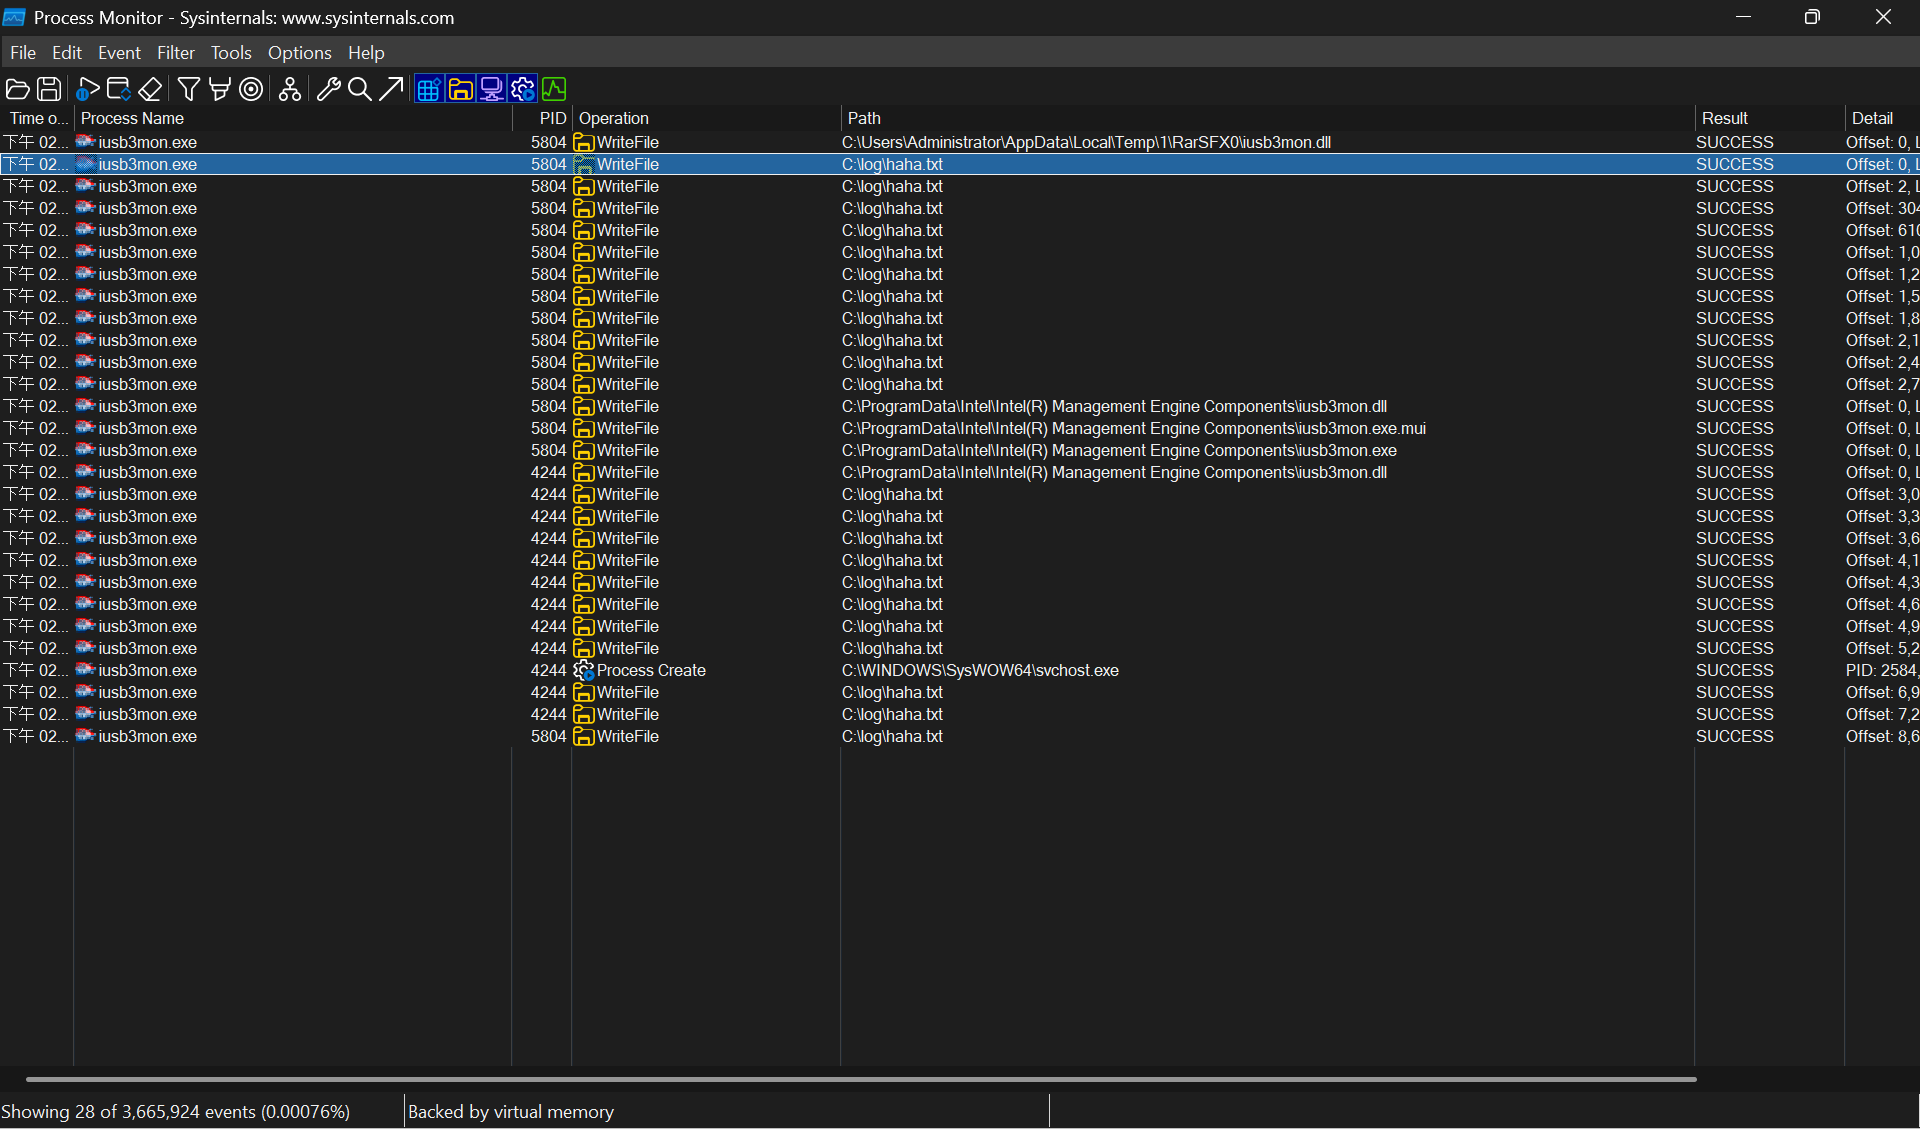 Process Monitor - Sysinternals: www.sysinternals.com
File Edit Event Filter Tools Options Help
Time o... Process Name PID Operation Path Result Detail
下午 02... iusb3mon.exe 5804 WriteFile C:\Users\Administrator\AppData\Local\Temp\1\RarSFX0\iusb3mon.dll SUCCESS Offset: 0, L
下午 02... iusb3mon.exe 5804 WriteFile C:\log\haha.txt SUCCESS Offset: 0, L
下午 02... iusb3mon.exe 5804 WriteFile C:\log\haha.txt SUCCESS Offset: 2, L
下午 02... iusb3mon.exe 5804 WriteFile C:\log\haha.txt SUCCESS Offset: 304
下午 02... iusb3mon.exe 5804 WriteFile C:\log\haha.txt SUCCESS Offset: 610
下午 02... iusb3mon.exe 5804 WriteFile C:\log\haha.txt SUCCESS Offset: 1,0
下午 02... iusb3mon.exe 5804 WriteFile C:\log\haha.txt SUCCESS Offset: 1,2
下午 02... iusb3mon.exe 5804 WriteFile C:\log\haha.txt SUCCESS Offset: 1,5
下午 02... iusb3mon.exe 5804 WriteFile C:\log\haha.txt SUCCESS Offset: 1,8
下午 02... iusb3mon.exe 5804 WriteFile C:\log\haha.txt SUCCESS Offset: 2,1
下午 02... iusb3mon.exe 5804 WriteFile C:\log\haha.txt SUCCESS Offset: 2,4
下午 02... iusb3mon.exe 5804 WriteFile C:\log\haha.txt SUCCESS Offset: 2,7
下午 02... iusb3mon.exe 5804 WriteFile C:\ProgramData\Intel\Intel(R) Management Engine Components\iusb3mon.dll SUCCESS Offset: 0, L
下午 02... iusb3mon.exe 5804 WriteFile C:\ProgramData\Intel\Intel(R) Management Engine Components\iusb3mon.exe.mui SUCCESS Offset: 0, L
下午 02... iusb3mon.exe 5804 WriteFile C:\ProgramData\Intel\Intel(R) Management Engine Components\iusb3mon.exe SUCCESS Offset: 0, L
下午 02... iusb3mon.exe 4244 WriteFile C:\ProgramData\Intel\Intel(R) Management Engine Components\iusb3mon.dll SUCCESS Offset: 0, L
下午 02... iusb3mon.exe 4244 WriteFile C:\log\haha.txt SUCCESS Offset: 3,0
下午 02... iusb3mon.exe 4244 WriteFile C:\log\haha.txt SUCCESS Offset: 3,3
下午 02... iusb3mon.exe 4244 WriteFile C:\log\haha.txt SUCCESS Offset: 3,6
下午 02... iusb3mon.exe 4244 WriteFile C:\log\haha.txt SUCCESS Offset: 4,1
下午 02... iusb3mon.exe 4244 WriteFile C:\log\haha.txt SUCCESS Offset: 4,3
下午 02... iusb3mon.exe 4244 WriteFile C:\log\haha.txt SUCCESS Offset: 4,6
下午 02... iusb3mon.exe 4244 WriteFile C:\log\haha.txt SUCCESS Offset: 4,9
下午 02... iusb3mon.exe 4244 WriteFile C:\log\haha.txt SUCCESS Offset: 5,2
下午 02... iusb3mon.exe 4244 Process Create C:\WINDOWS\SysWOW64\svchost.exe SUCCESS PID: 2584,
下午 02... iusb3mon.exe 4244 WriteFile C:\log\haha.txt SUCCESS Offset: 6,9
下午 02... iusb3mon.exe 4244 WriteFile C:\log\haha.txt SUCCESS Offset: 7,2
下午 02... iusb3mon.exe 5804 WriteFile C:\log\haha.txt SUCCESS Offset: 8,6
Showing 28 of 3,665,924 events (0.00076%) Backed by virtual memory